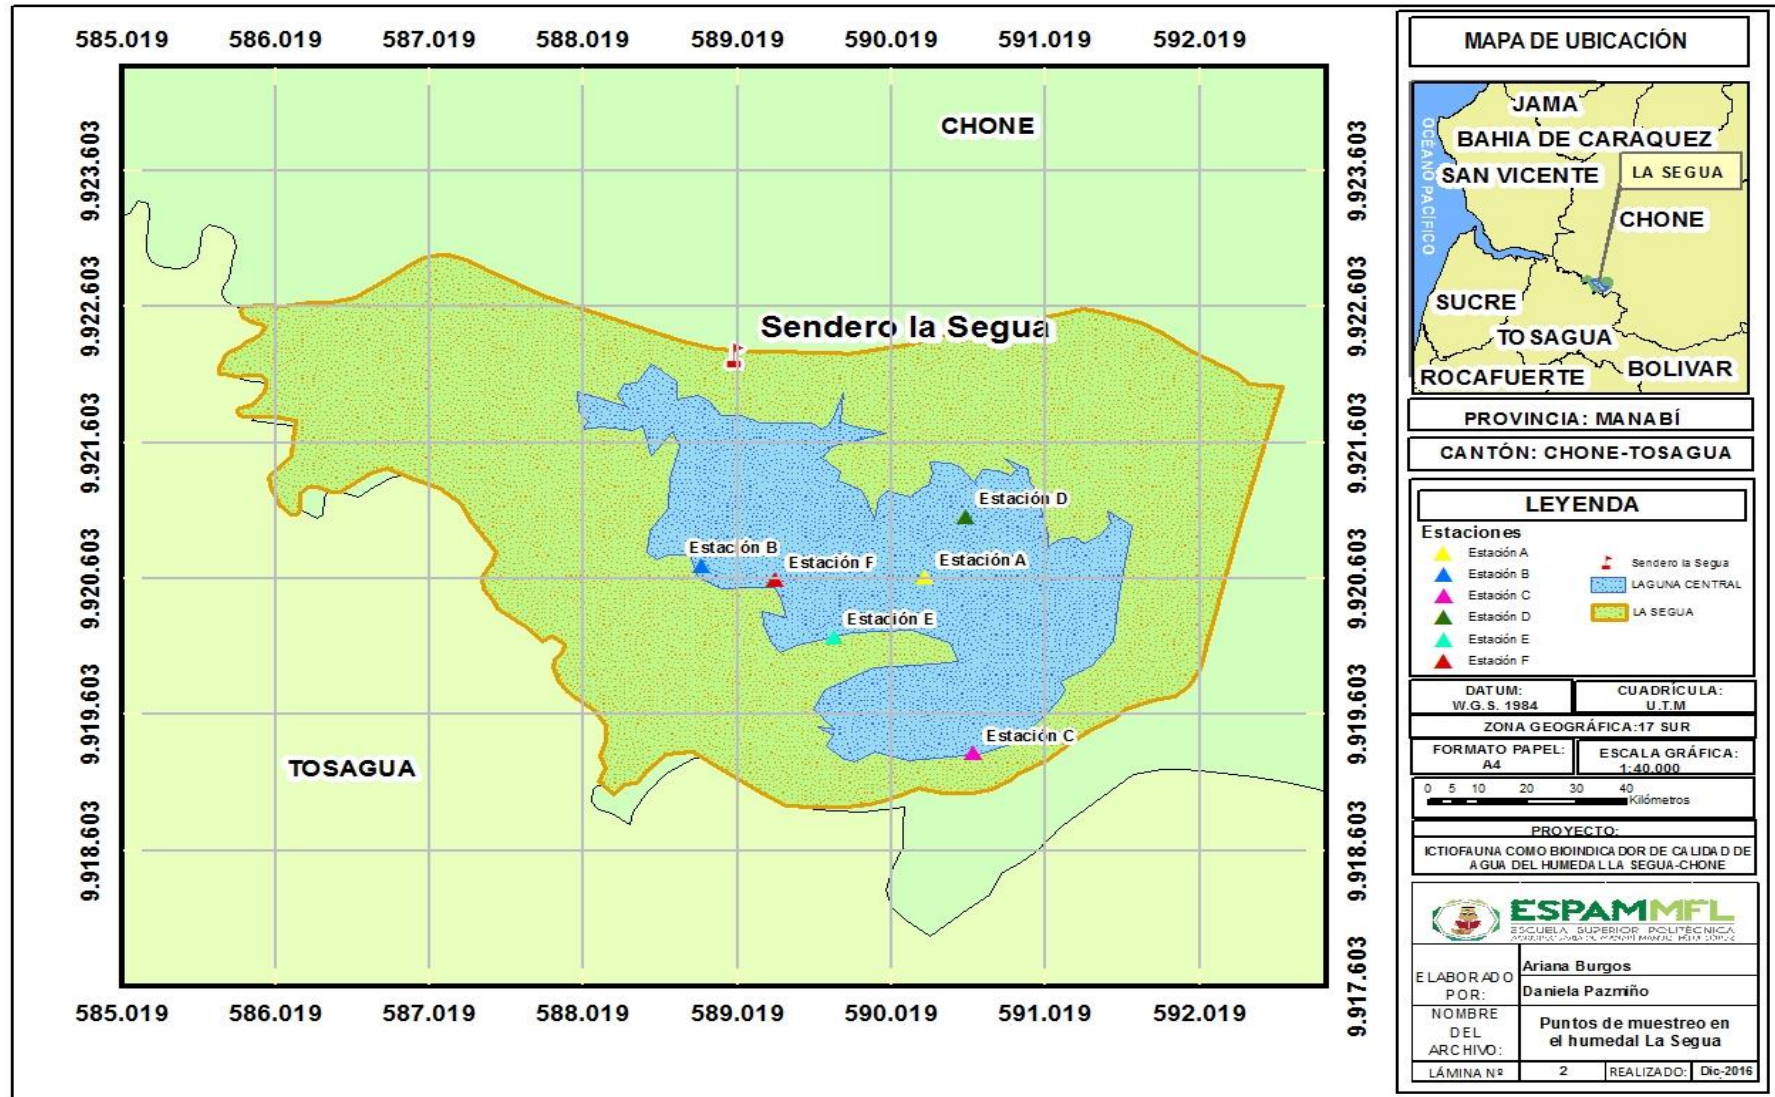 585.019 586.019 587.019 588.019 589.019 590.019 591.019 592.019
9.923.603
9.922.603
9.921.603
9.920.603
9.919.603
9.918.603
CHONE
Sendero la Segua
Estación D
Estación B
Estación F
Estación A
Estación E
Estación C
TOSAGUA
9.923.603
9.922.603
9.921.603
9.920.603
9.919.603
9.918.603
9.917.603
585.019 586.019 587.019 588.019 589.019 590.019 591.019 592.019
MAPA DE UBICACIÓN
OCÉANO PACÍFICO
JAMA
BAHIA DE CARAQUEZ
SAN VICENTE
LA SEGUA
CHONE
SUCRE
TOSAGUA
ROCAFUERTE
BOLIVAR
PROVINCIA: MANABÍ
CANTÓN: CHONE-TOSAGUA
LEYENDA
Estaciones
Estación A
Estación B
Estación C
Estación D
Estación E
Estación F
Sendero la Segua
LAGUNA CENTRAL
LA SEGUA
DATUM:
W.G.S. 1984
CUADRÍCULA:
U.T.M
ZONA GEOGRÁFICA:17 SUR
FORMATO PAPEL:
A4
ESCALA GRÁFICA:
1:40.000
0 5 10 20 30 40
Kilómetros
PROYECTO:
ICTIOFAUNA COMO BIOINDICADOR DE CALIDAD DE
AGUA DEL HUMEDAL LA SEGUA-CHONE
ESPAMMFL
ESCUELA SUPERIOR POLITÉCNICA
ELABORADO
POR:
Ariana Burgos
Daniela Pazmiño
NOMBRE
DEL
ARCHIVO:
Puntos de muestreo en
el humedal La Segua
LÁMINA Nº 2 REALIZADO: Dic-2016